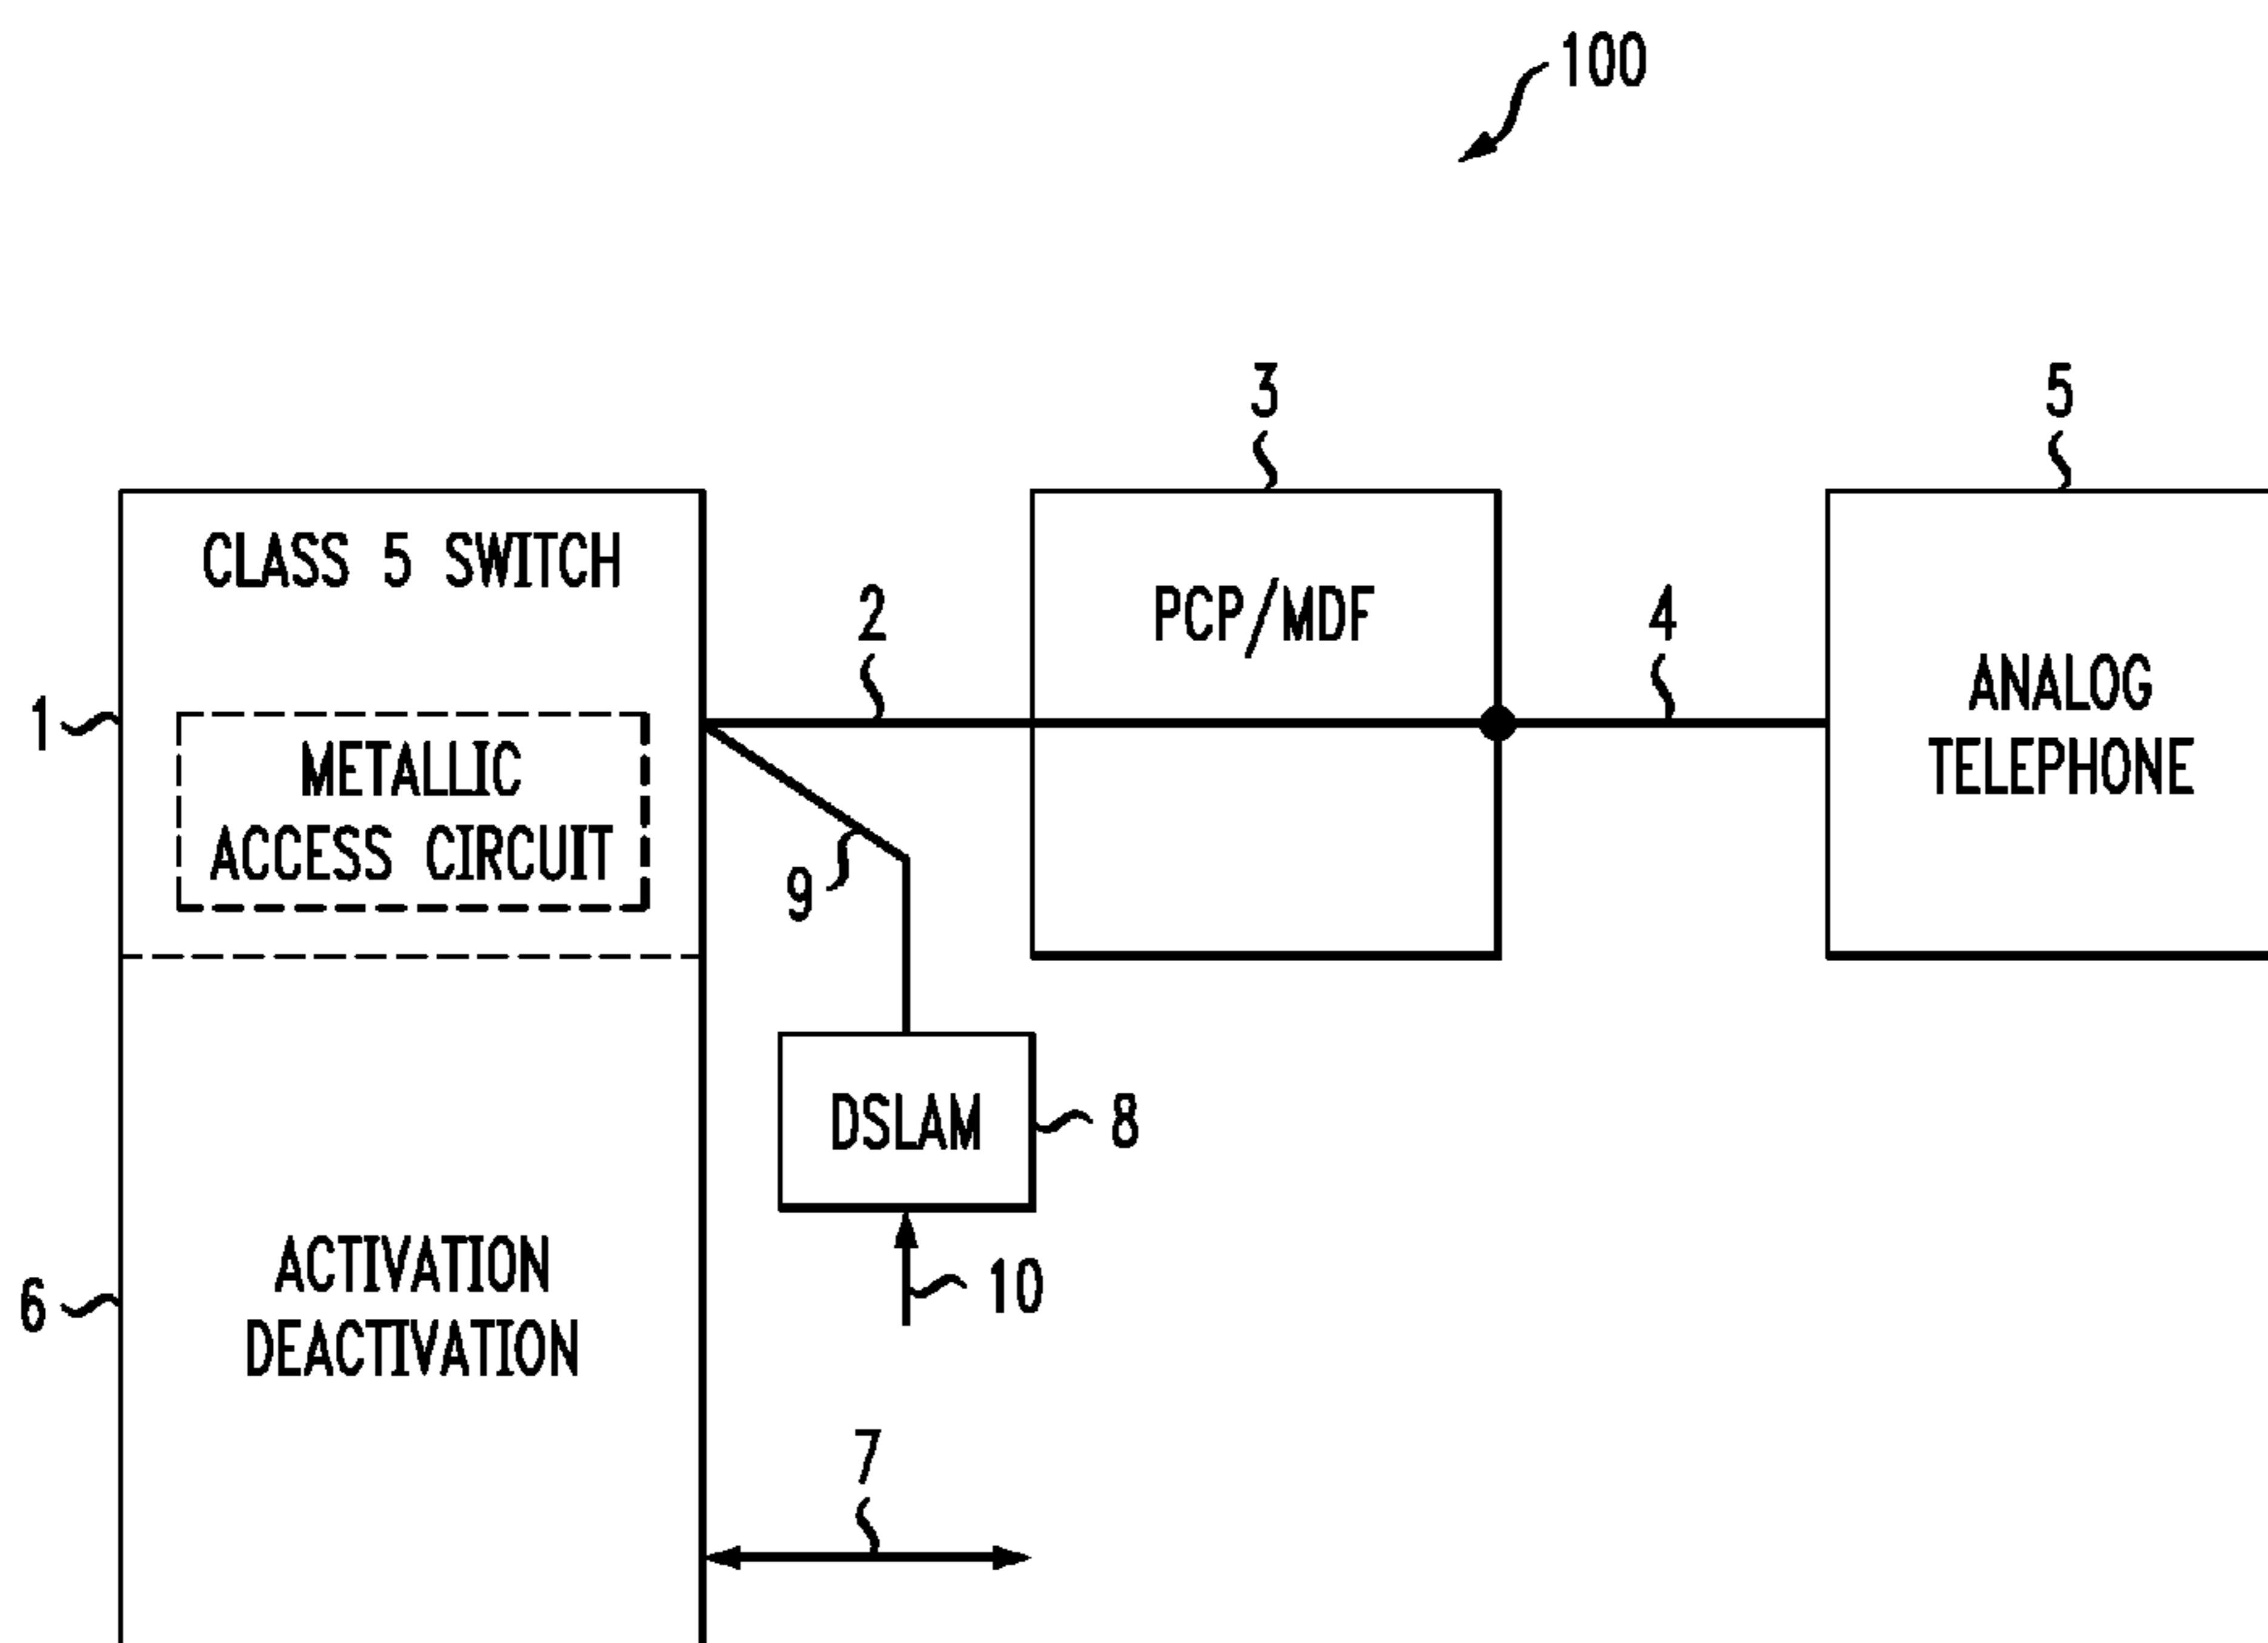 100
3
5
CLASS 5 SWITCH
2
PCP/MDF
4
1
ANALOG
TELEPHONE
METALLIC
ACCESS CIRCUIT
9
DSLAM
8
6
ACTIVATION
DEACTIVATION
10
7